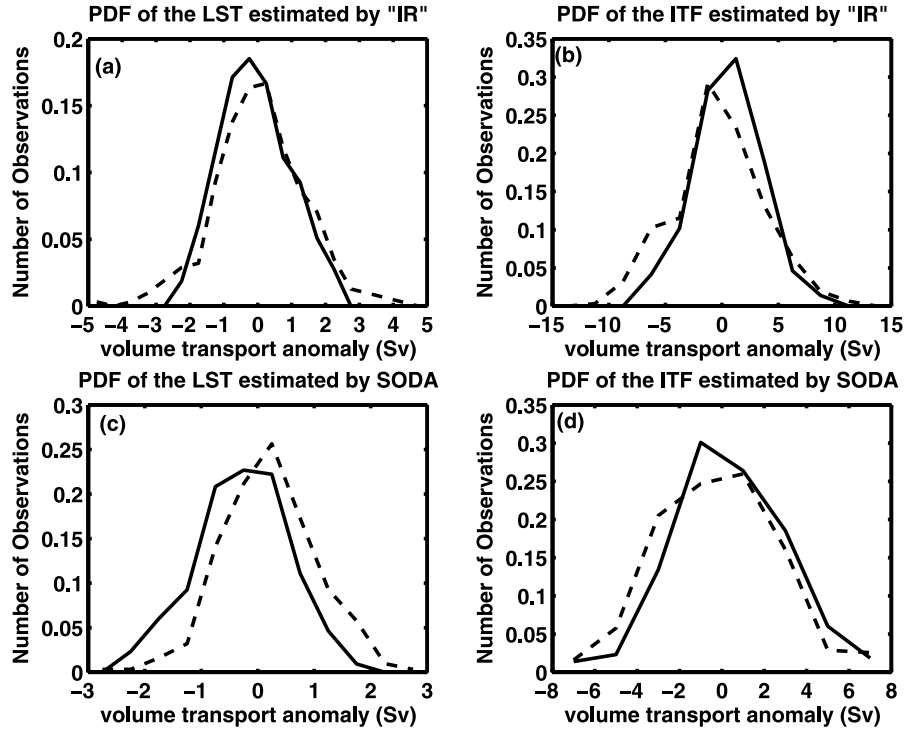 PDF of the LST estimated by "IR"
(a)
Number of Observations
0.2
0.15
0.1
0.05
0
−5 −4 −3 −2 −1 0 1 2 3 4 5
volume transport anomaly (Sv)
PDF of the ITF estimated by "IR"
(b)
Number of Observations
0.35
0.3
0.25
0.2
0.15
0.1
0.05
0
−15 −10 −5 0 5 10 15
volume transport anomaly (Sv)
PDF of the LST estimated by SODA
(c)
Number of Observations
0.3
0.25
0.2
0.15
0.1
0.05
0
−3 −2 −1 0 1 2 3
volume transport anomaly (Sv)
PDF of the ITF estimated by SODA
(d)
Number of Observations
0.35
0.3
0.25
0.2
0.15
0.1
0.05
0
−8 −6 −4 −2 0 2 4 6 8
volume transport anomaly (Sv)